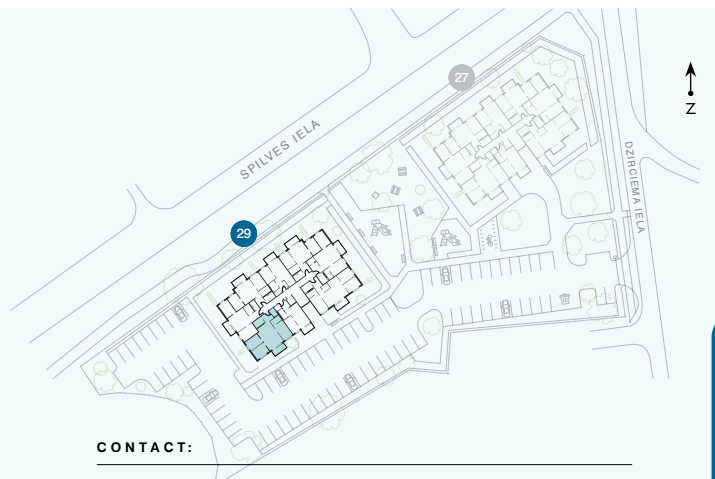 27
Z
SPILVES IELA
DZIRCIEMA IELA
29
CONTACT: